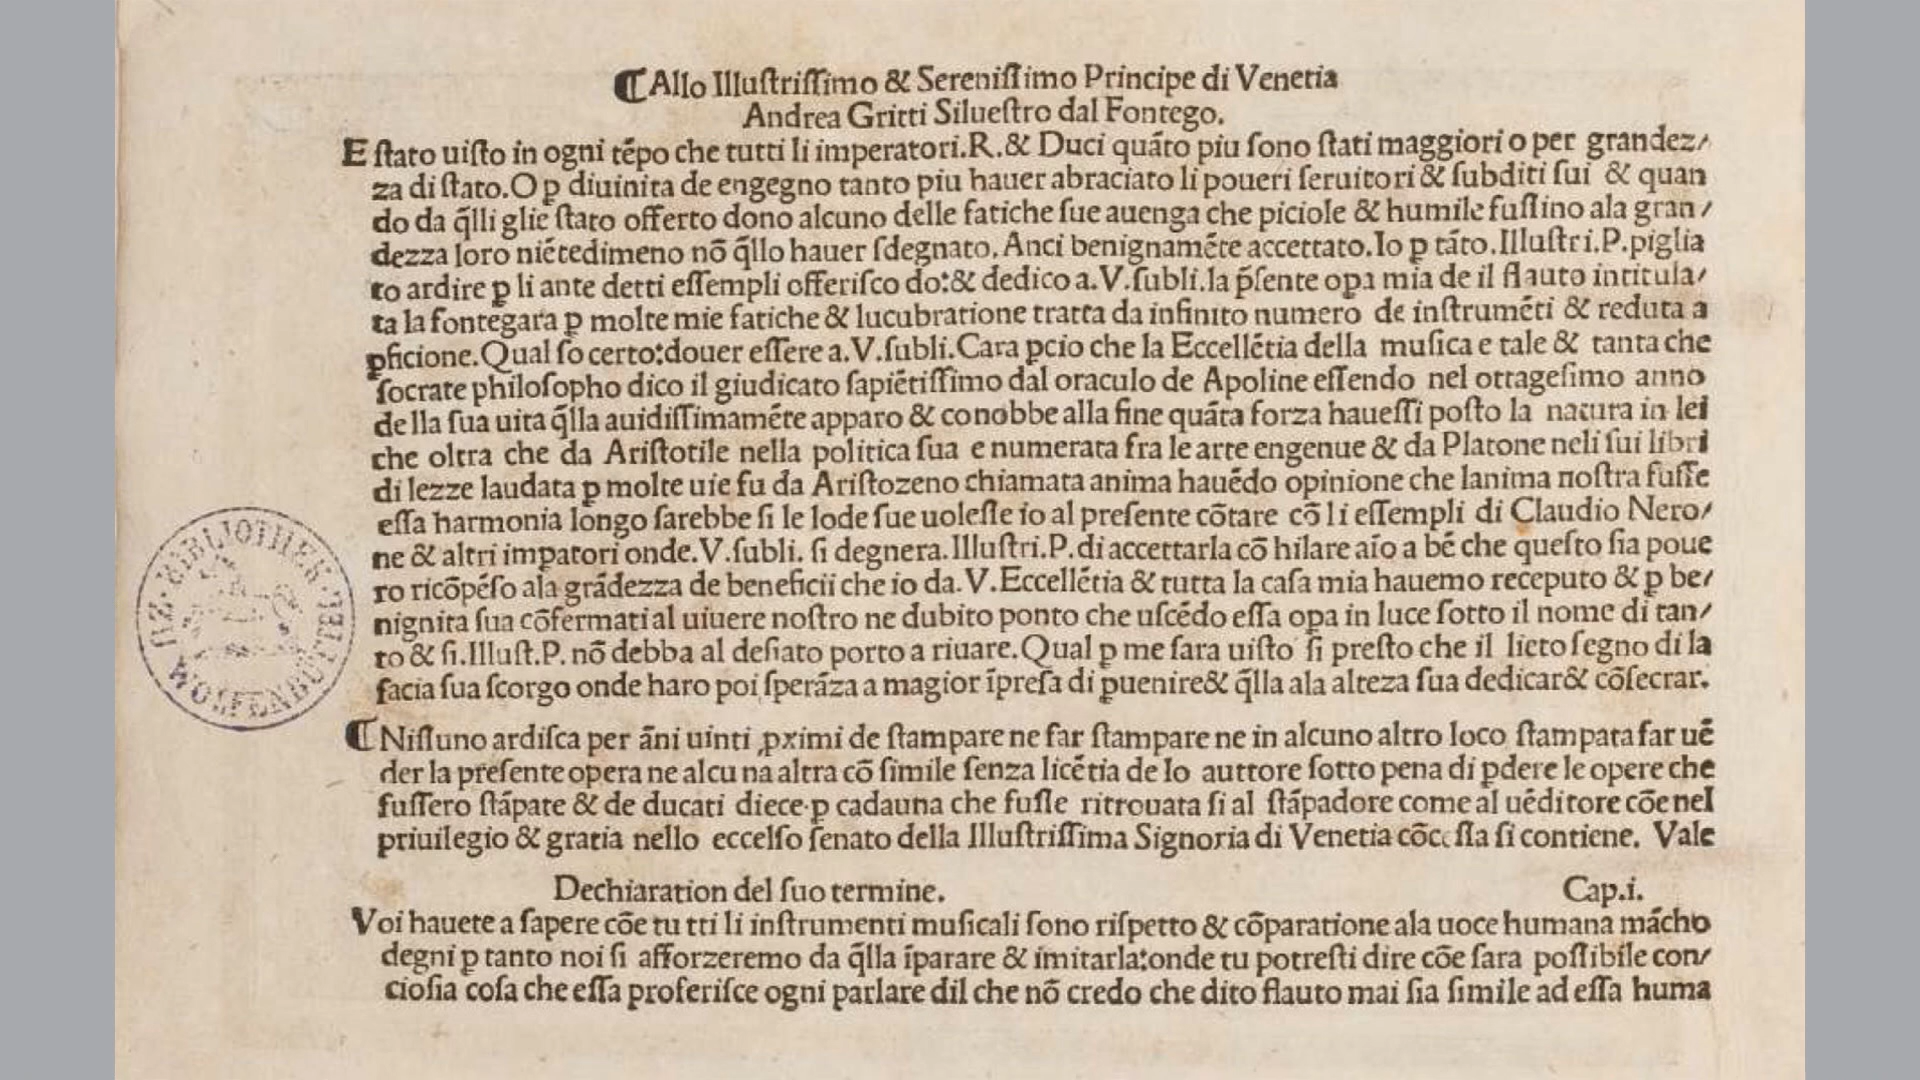 ❡ Allo Illuſtriſſimo & Sereniſſimo Principe di Venetia
Andrea Gritti Silueſtro dal Fontego.
E ſtato uiſto in ogni tẽpo che tutti li imperatori.R.& Duci quãto piu ſono ſtati maggiori o per grandez⸗
za di ſtato.O ꝑ diuinita de engegno tanto piu hauer abraciato li poueri ſeruitori & ſubditi ſui & quan
do da q̃lli glie ſtato offerto dono alcuno delle fatiche ſue auenga che piciole & humile fuſſino ala gran⸗
dezza loro niẽtedimeno nõ q̃llo hauer ſdegnato. Anci benignamẽte accettato.Io ꝑ tãto.Illuſtri.P.piglia
to ardire ꝑ li ante detti eſſempli offeriſco do:& dedico a.V.ſubli.la p̃ſente opa mia de il flauto intitula⸗
ta la fontegara ꝑ molte mie fatiche & lucubratione tratta da infinito numero de inſtrumẽti & reduta a
ꝑficione.Qual ſo certo:douer eſſere a.V.ſubli.Cara ꝑcio che la Eccellẽtia della muſica e tale & tanta che
ſocrate philoſopho dico il giudicato ſapiẽtiſſimo dal oraculo de Apoline eſſendo nel ottageſimo anno
de lla ſua uita q̃lla auidiſſimamẽte apparo & conobbe alla fine quãta forza haueſſi poſto la natura in lei
che oltra che da Ariſtotile nella politica ſua e numerata fra le arte engenue & da Platone neli ſui libri
di lezze laudata ꝑ molte uie fu da Ariſtozeno chiamata anima hauẽdo opinione che lanima noſtra fuſſe
eſſa harmonia longo ſarebbe ſi le lode ſue uoleſſe io al preſente cõtare cõ li eſſempli di Claudio Nero⸗
ne & altri impatori onde.V.ſubli. ſi degnera.Illuſtri.P.di accettarla cõ hilare aĩo a bẽ che queſto ſia poue
ro ricõpẽſo ala grãdezza de beneficii che io da.V.Eccellẽtia & tutta la caſa mia hauemo receputo & ꝑ be⸗
nignita ſua cõfermati al uiuere noſtro ne dubito ponto che uſcẽdo eſſa opa in luce ſotto il nome di tan⸗
to & ſi.Illuſt.P. nõ debba al deſiato porto a riuare.Qual ꝑ me ſara uiſto ſi preſto che il lieto ſegno di la
facia ſua ſcorgo onde haro poi ſperãza a magior ĩpreſa di ꝑuenire& q̃lla ala alteza ſua dedicar& cõſecrar.
❡ Niſſuno ardiſca per ãni uinti ꝓximi de ſtampare ne far ſtampare ne in alcuno altro loco ſtampata far uẽ
der la preſente opera ne alcu na altra cõ ſimile ſenza licẽtia de lo auttore ſotto pena di ꝑdere le opere che
fuſſero ſtãpate & de ducati diece.ꝑ cadauna che fuſſe ritrouata ſi al ſtãpadore come al uẽditore cõe nel
priuilegio & gratia nello eccelſo ſenato della Illuſtriſſima Signoria di Venetia cõceſſa ſi contiene. Vale
Dechiaration del ſuo termine. Cap.i.
Voi hauete a ſapere cõe tu tti li inſtrumenti muſicali ſono riſpetto & cõparatione ala uoce humana mãcho
degni ꝑ tanto noi ſi afforzeremo da q̃lla ĩparare & imitarla:onde tu potreſti dire cõe ſara poſſibile con⸗
cioſia coſa che eſſa proferiſce ogni parlare dil che nõ credo che dito flauto mai ſia ſimile ad eſſa huma
BIBLIOTHEK WOLFENBÜTTEL